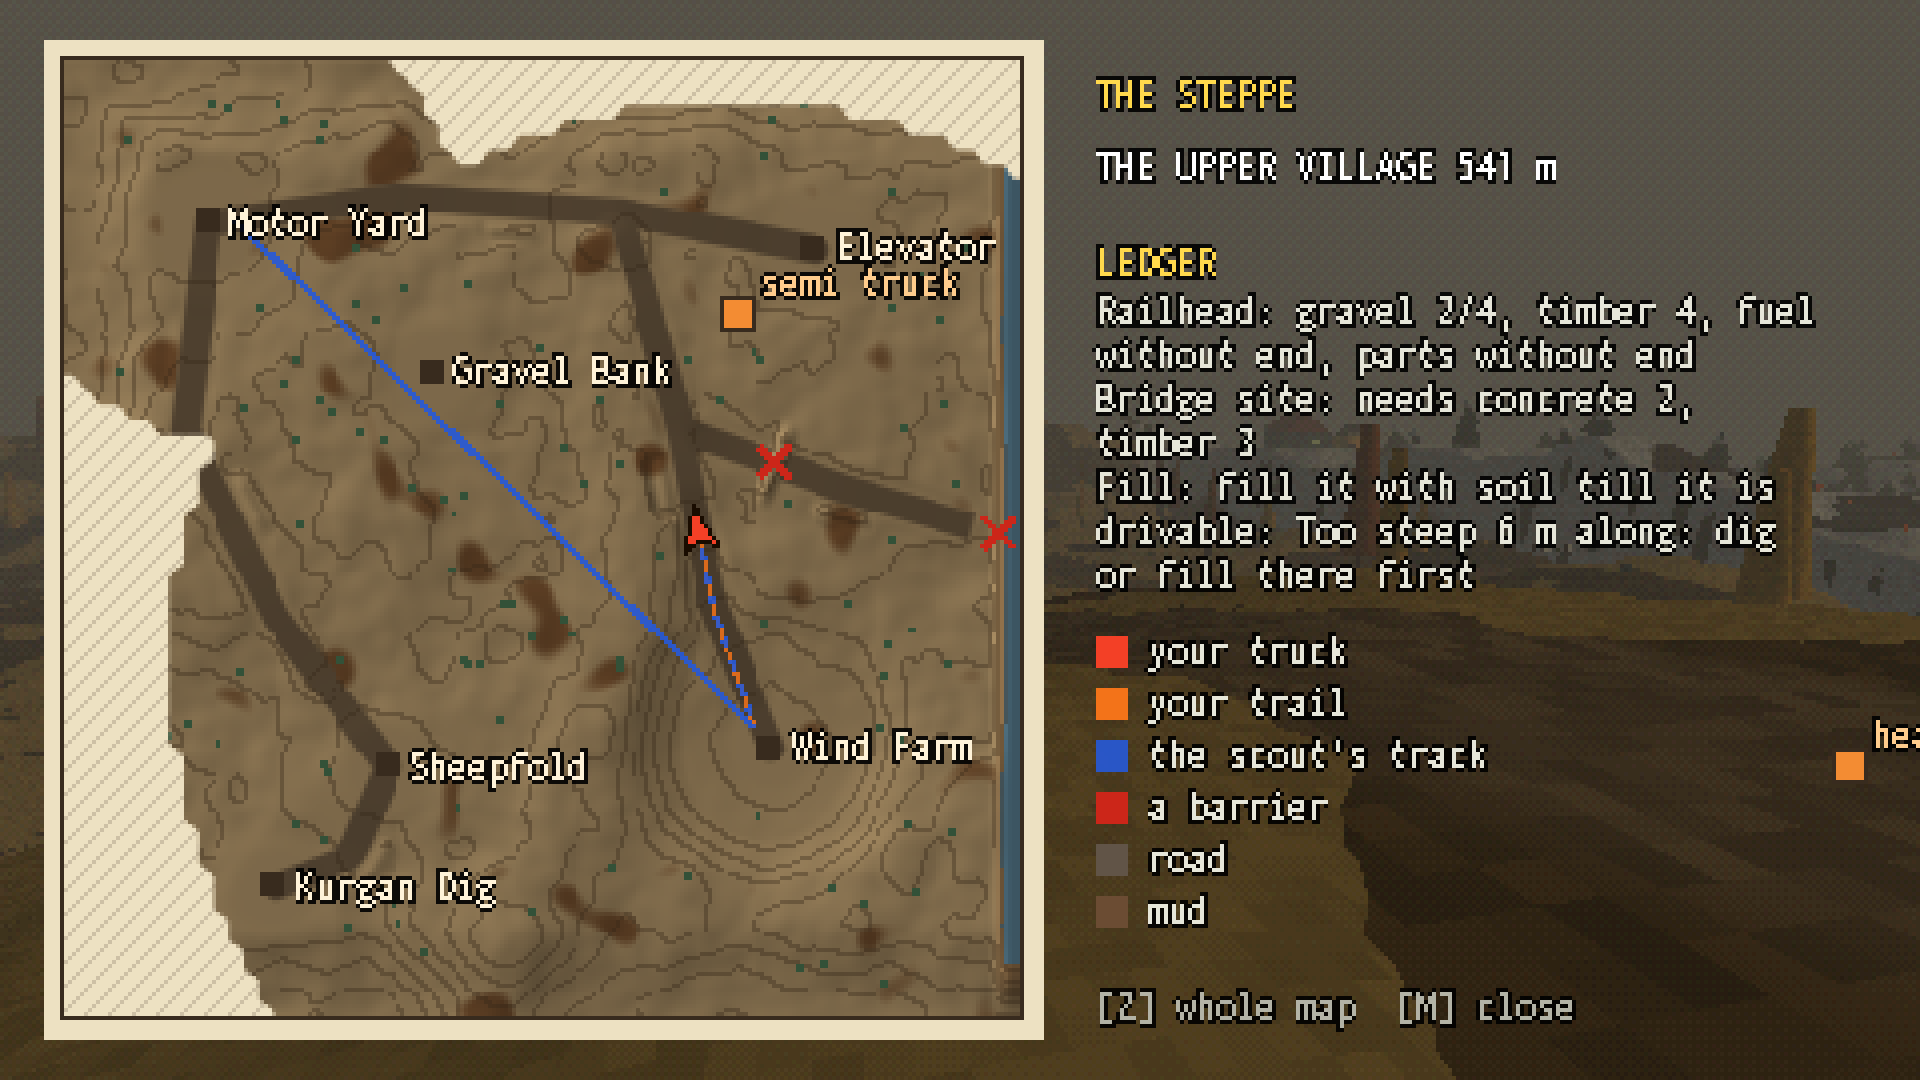 Motor Yard
Elevator
semi truck
Gravel Bank
Wind Farm
Sheepfold
Kurgan Dig
THE STEPPE
THE UPPER VILLAGE 541 m
LEDGER
Railhead: gravel 2/4, timber 4, fuel
without end, parts without end
Bridge site: needs concrete 2,
timber 3
Fill: fill it with soil till it is
drivable: Too steep 6 m along: dig
or fill there first
your truck
your trail
the scout's track
a barrier
road
mud
[Z] whole map [M] close